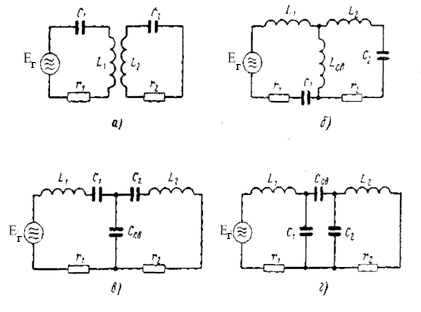 C₁ C₂
E_Г L₁ L₂
r₁ r₂
а)
L₁ L₂
E_Г L_св C₂
r₁ C₁ r₂
б)
L₁ C₁ C₂ L₂
E_Г C_св
r₁ r₂
в)
L₁ C_св L₂
E_Г C₁ C₂
r₁ r₂
г)